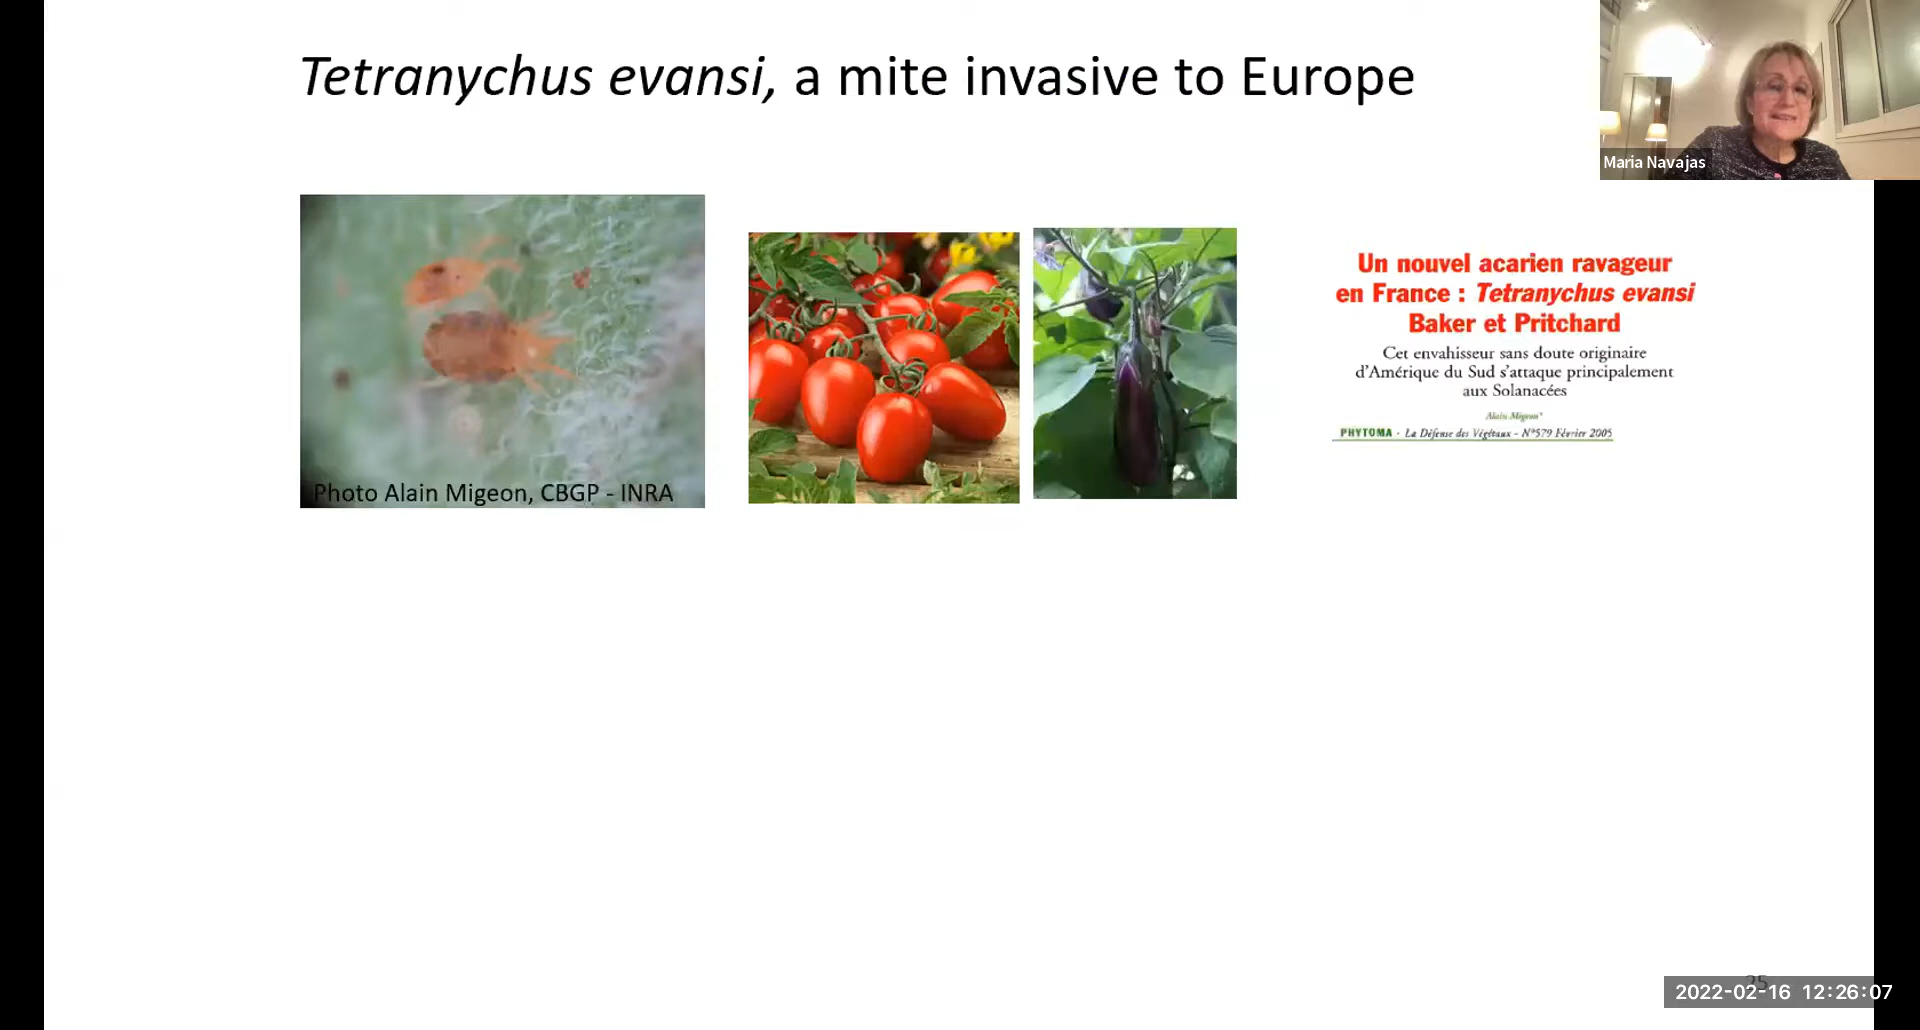 Tetranychus evansi, a mite invasive to Europe
Maria Navajas
Photo Alain Migeon, CBGP - INRA
Un nouvel acarien ravageur
en France : Tetranychus evansi
Baker et Pritchard
Cet envahisseur sans doute originaire
d'Amérique du Sud s'attaque principalement
aux Solanacées
Alain Migeon*
PHYTOMA - La Défense des Végétaux - N°579 Février 2005
25
2022-02-16 12:26:07